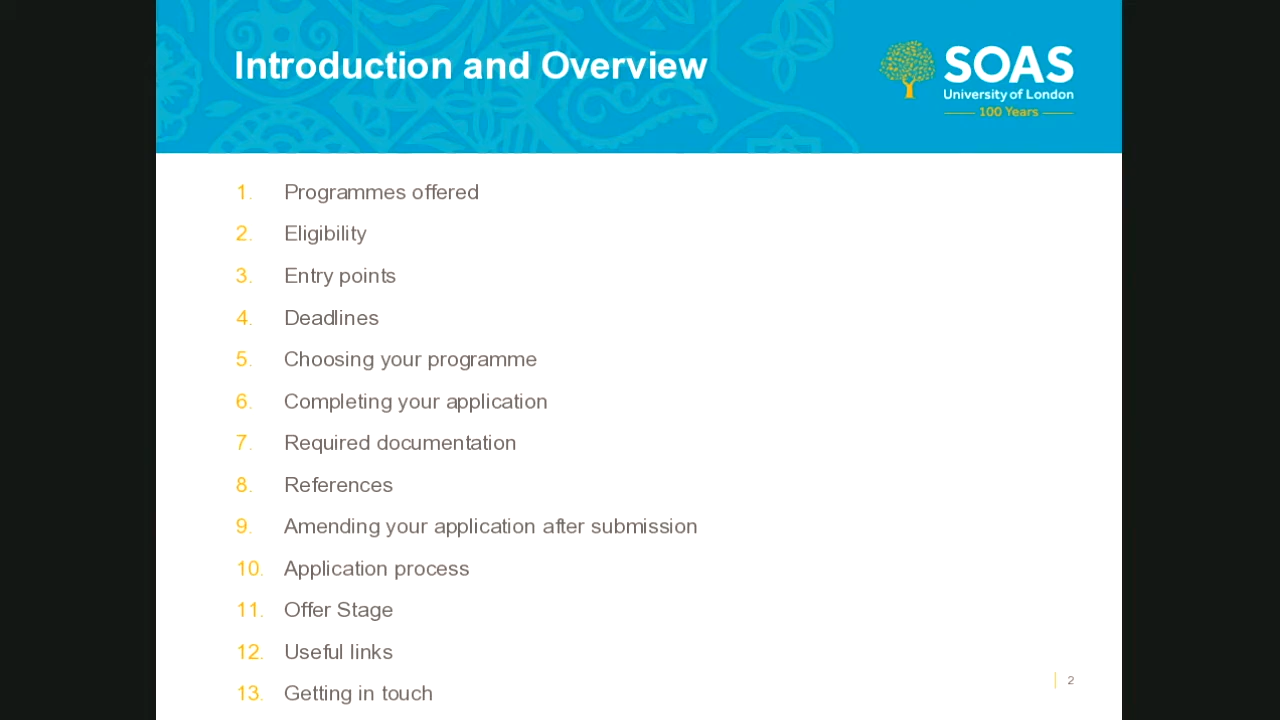 Introduction and Overview
SOAS
University of London
100 Years
1. Programmes offered
2. Eligibility
3. Entry points
4. Deadlines
5. Choosing your programme
6. Completing your application
7. Required documentation
8. References
9. Amending your application after submission
10. Application process
11. Offer Stage
12. Useful links
13. Getting in touch
2